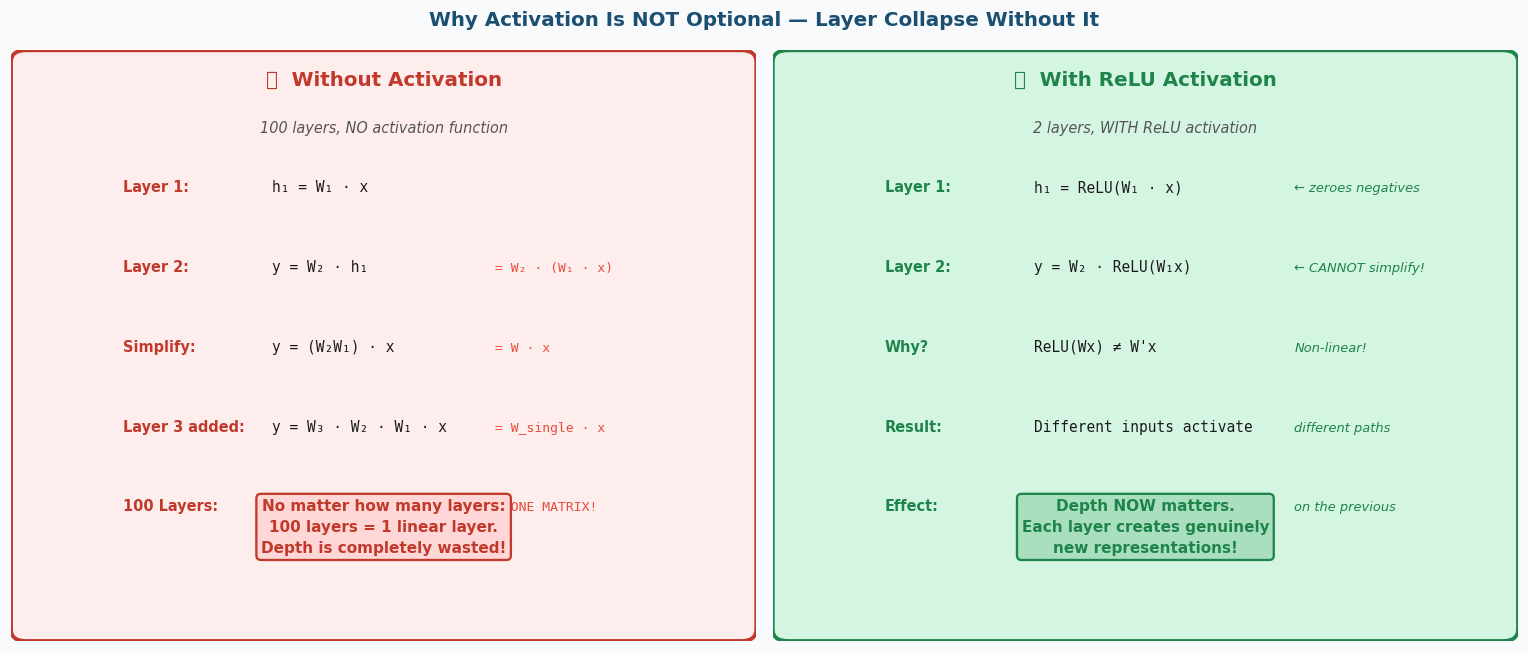 Why Activation Is NOT Optional — Layer Collapse Without It
Without Activation
100 layers, NO activation function
Layer 1: h₁ = W₁ · x
Layer 2: y = W₂ · h₁ = W₂ · (W₁ · x)
Simplify: y = (W₂W₁) · x = W · x
Layer 3 added: y = W₃ · W₂ · W₁ · x = W_single · x
100 Layers: ONE MATRIX!
No matter how many layers:
100 layers = 1 linear layer.
Depth is completely wasted!
With ReLU Activation
2 layers, WITH ReLU activation
Layer 1: h₁ = ReLU(W₁ · x) ← zeroes negatives
Layer 2: y = W₂ · ReLU(W₁x) ← CANNOT simplify!
Why? ReLU(Wx) ≠ W'x Non-linear!
Result: Different inputs activate different paths
Effect: on the previous
Depth NOW matters.
Each layer creates genuinely
new representations!